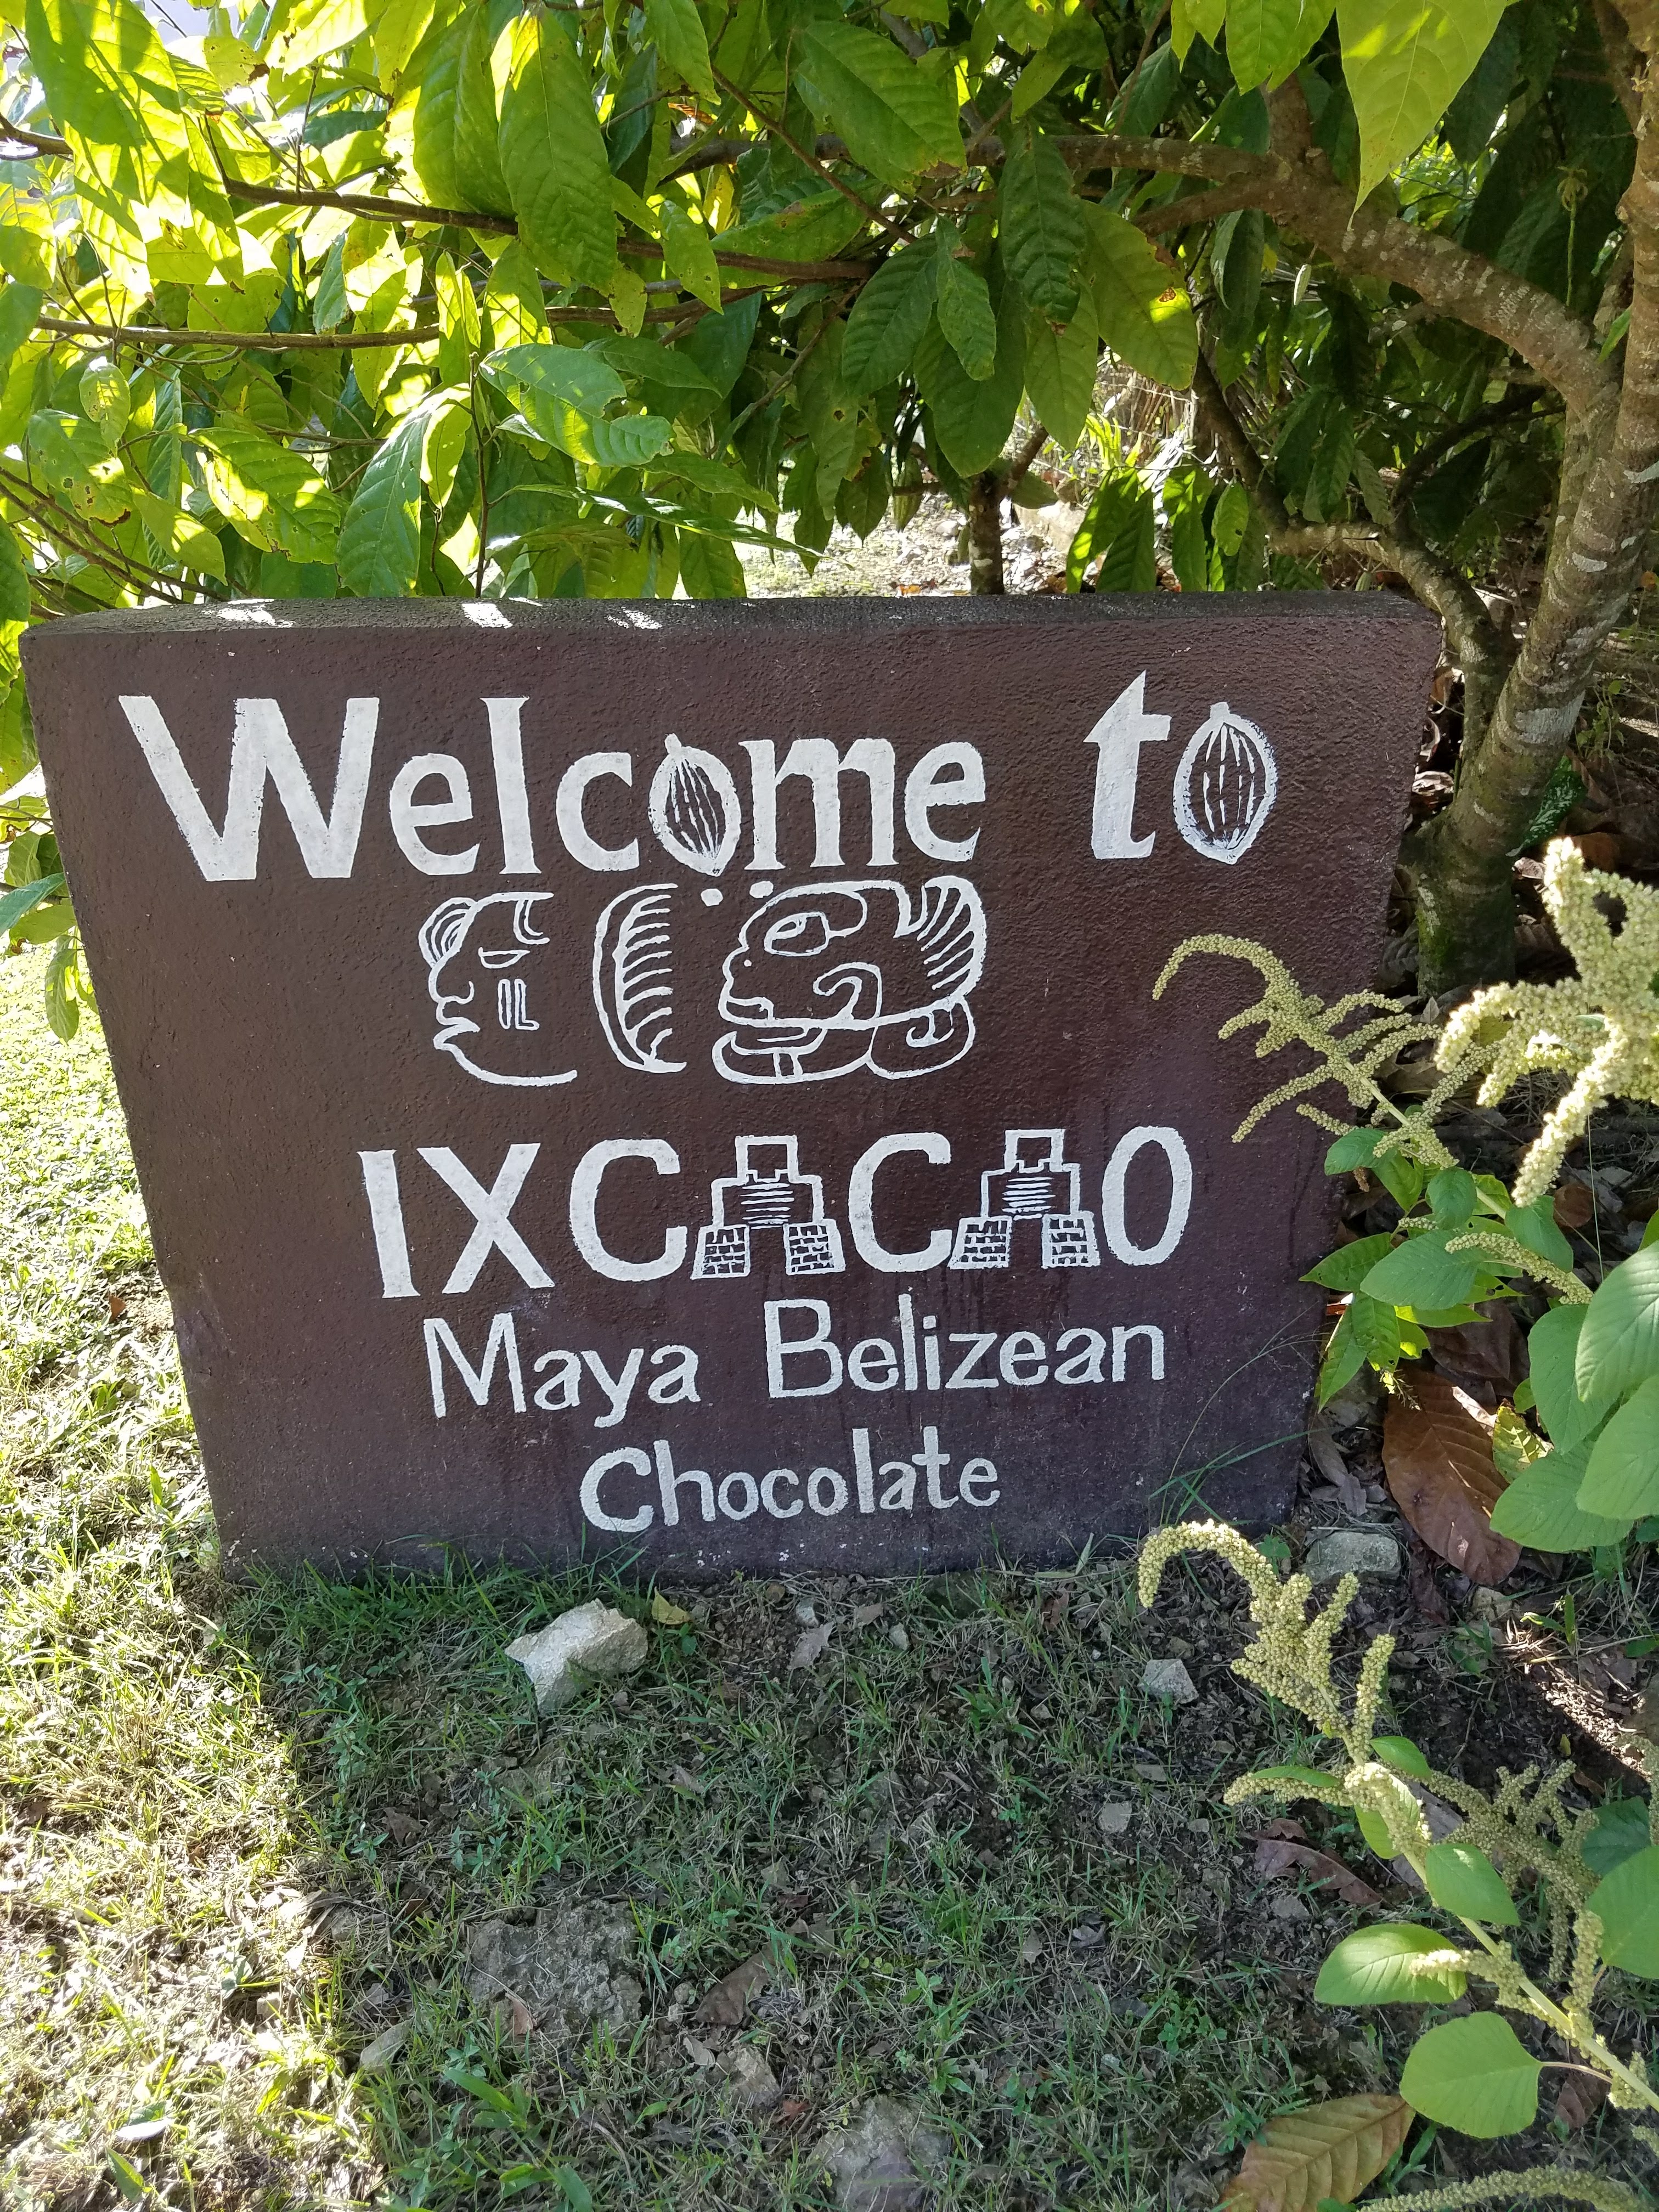 Welcome to
IXCACAO
Maya Belizean
Chocolate